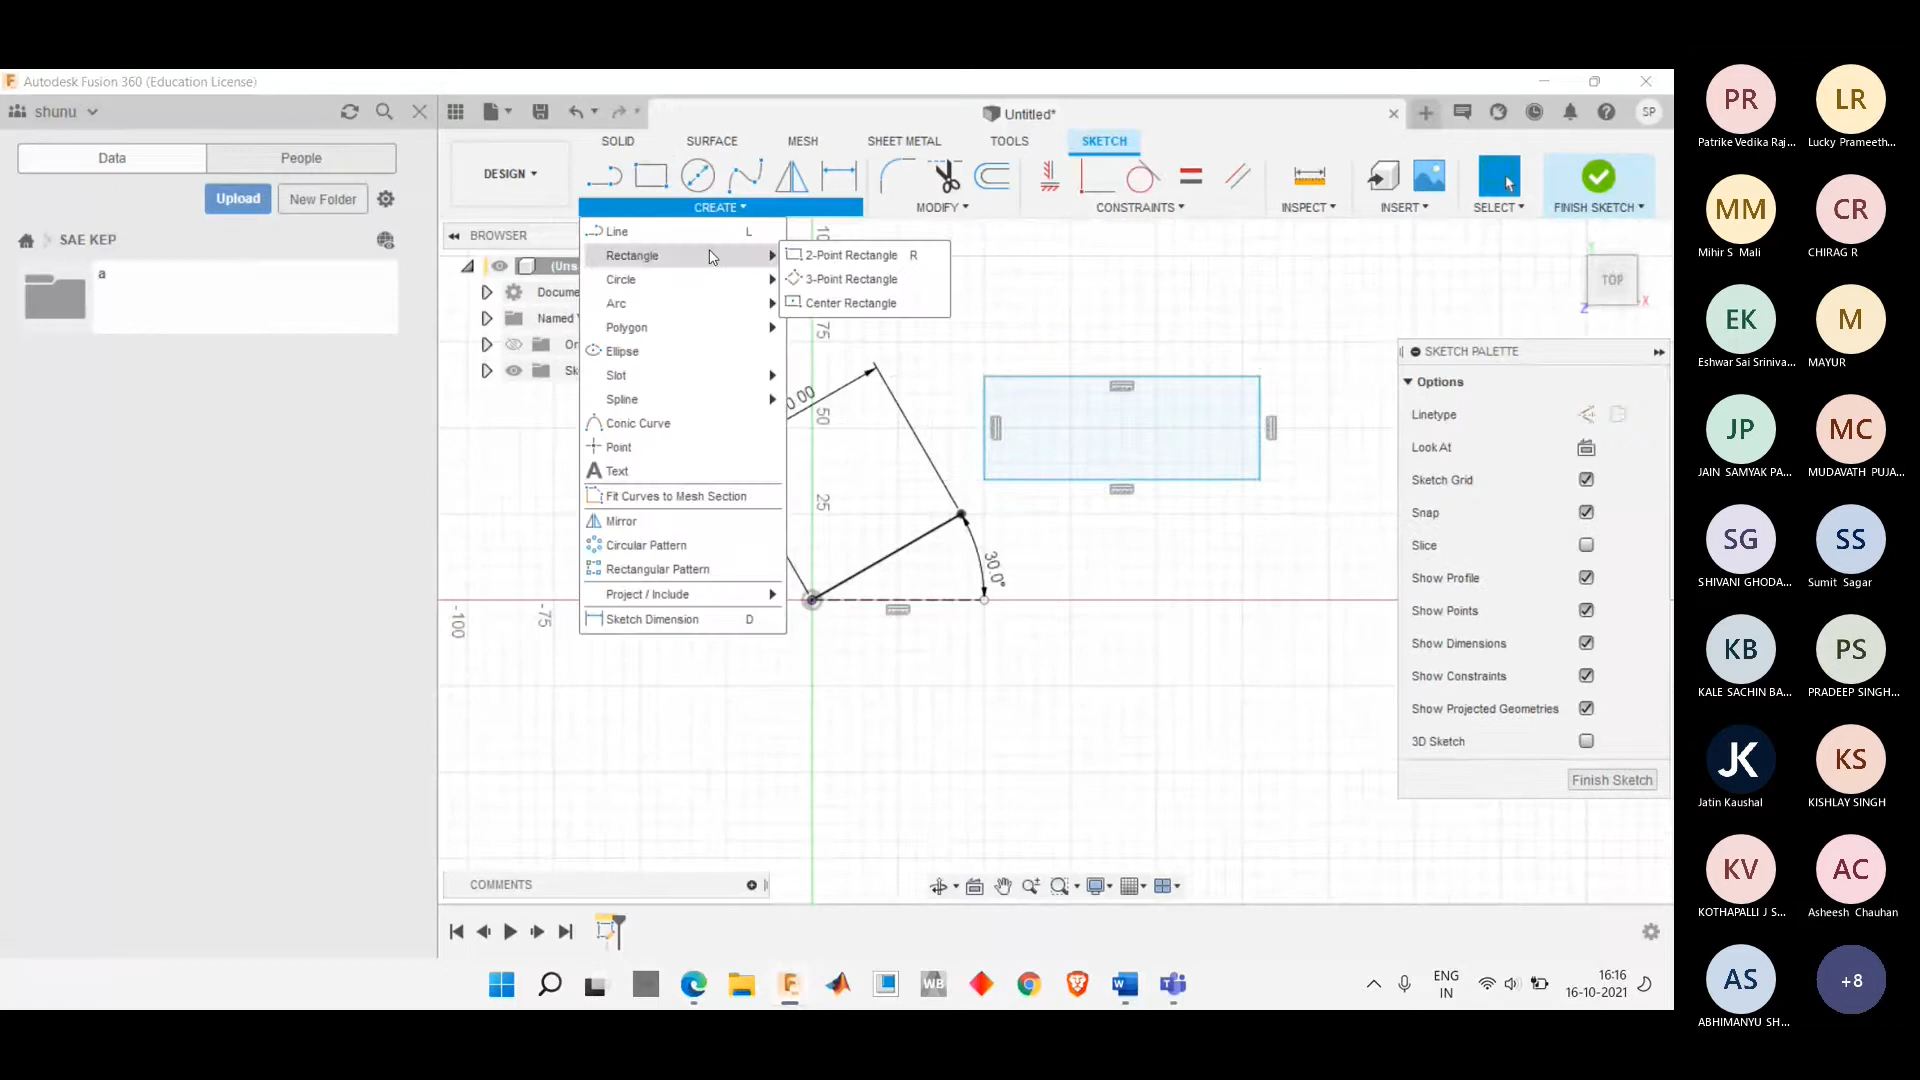 Autodesk Fusion 360 (Education License)
shunu
Untitled*
SP
Data
People
Upload
New Folder
SAE KEP
a
DESIGN
SOLID
SURFACE
MESH
SHEET METAL
TOOLS
SKETCH
CREATE
MODIFY
CONSTRAINTS
INSPECT
INSERT
SELECT
FINISH SKETCH
BROWSER
(Uns
Docume
Named
Or
Sk
Line L
Rectangle
Circle
Arc
Polygon
Ellipse
Slot
Spline
Conic Curve
Point
Text
Fit Curves to Mesh Section
Mirror
Circular Pattern
Rectangular Pattern
Project / Include
Sketch Dimension D
2-Point Rectangle R
3-Point Rectangle
Center Rectangle
75
50
25
-75
-100
0.00
30.0°
TOP
X
Z
SKETCH PALETTE
Options
Linetype
Look At
Sketch Grid
Snap
Slice
Show Profile
Show Points
Show Dimensions
Show Constraints
Show Projected Geometries
3D Sketch
Finish Sketch
COMMENTS
WB
ENG
IN
16:16
16-10-2021
PR
Patrike Vedika Raj...
LR
Lucky Prameeth...
MM
Mihir S Mali
CR
CHIRAG R
EK
Eshwar Sai Sriniva...
M
MAYUR
JP
JAIN SAMYAK PA...
MC
MUDAVATH PUJA...
SG
SHIVANI GHODA...
SS
Sumit Sagar
KB
KALE SACHIN BA...
PS
PRADEEP SINGH...
JK
Jatin Kaushal
KS
KISHLAY SINGH
KV
KOTHAPALLI J S...
AC
Asheesh Chauhan
AS
ABHIMANYU SH...
+8